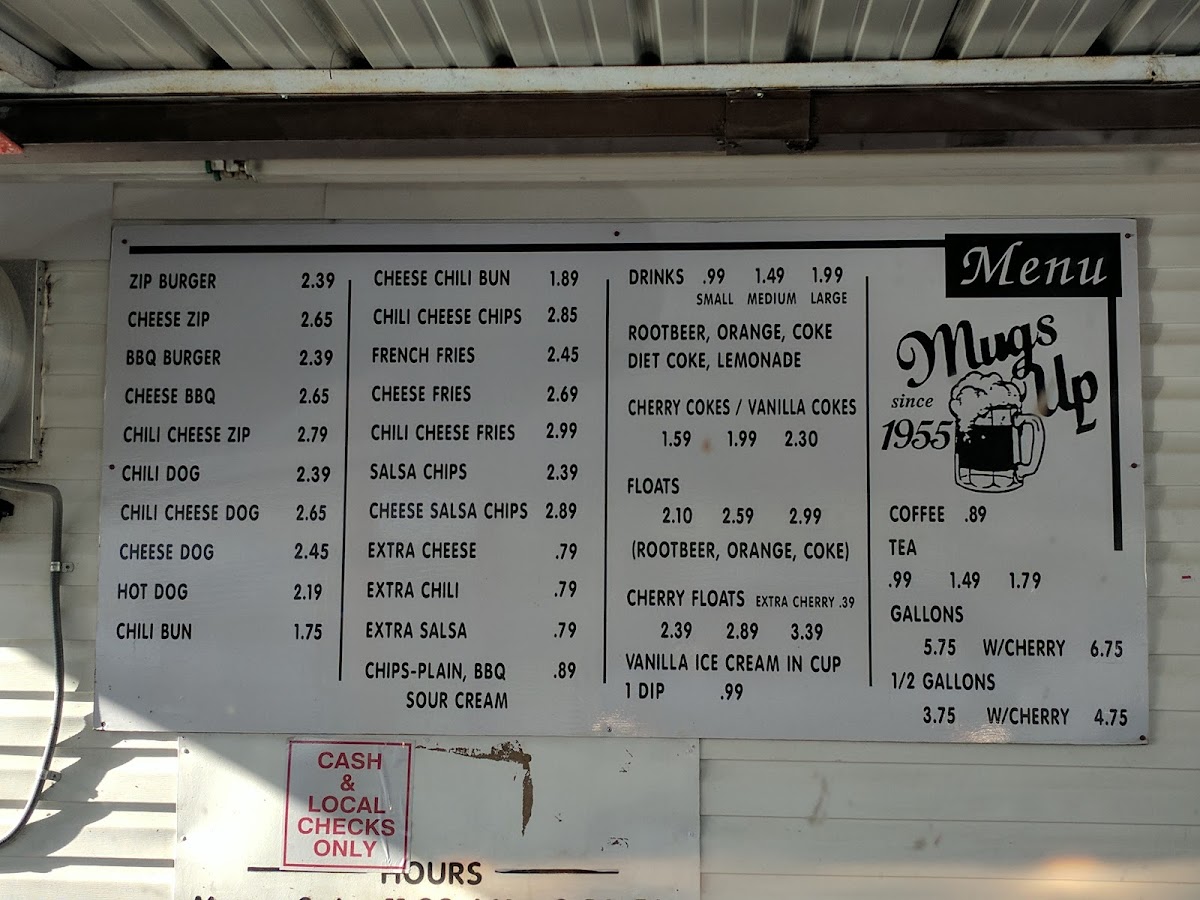 Menu
ZIP BURGER 2.39
CHEESE ZIP 2.65
BBQ BURGER 2.39
CHEESE BBQ 2.65
CHILI CHEESE ZIP 2.79
CHILI DOG 2.39
CHILI CHEESE DOG 2.65
CHEESE DOG 2.45
HOT DOG 2.19
CHILI BUN 1.75
CHEESE CHILI BUN 1.89
CHILI CHEESE CHIPS 2.85
FRENCH FRIES 2.45
CHEESE FRIES 2.69
CHILI CHEESE FRIES 2.99
SALSA CHIPS 2.39
CHEESE SALSA CHIPS 2.89
EXTRA CHEESE .79
EXTRA CHILI .79
EXTRA SALSA .79
CHIPS-PLAIN, BBQ .89
SOUR CREAM
DRINKS .99 1.49 1.99
SMALL MEDIUM LARGE
ROOTBEER, ORANGE, COKE
DIET COKE, LEMONADE
CHERRY COKES / VANILLA COKES
1.59 1.99 2.30
FLOATS
2.10 2.59 2.99
(ROOTBEER, ORANGE, COKE)
CHERRY FLOATS EXTRA CHERRY .39
2.39 2.89 3.39
VANILLA ICE CREAM IN CUP
1 DIP .99
Mugs
Up
since
1955
COFFEE .89
TEA
.99 1.49 1.79
GALLONS
5.75 W/CHERRY 6.75
1/2 GALLONS
3.75 W/CHERRY 4.75
CASH
&
LOCAL
CHECKS
ONLY
HOURS